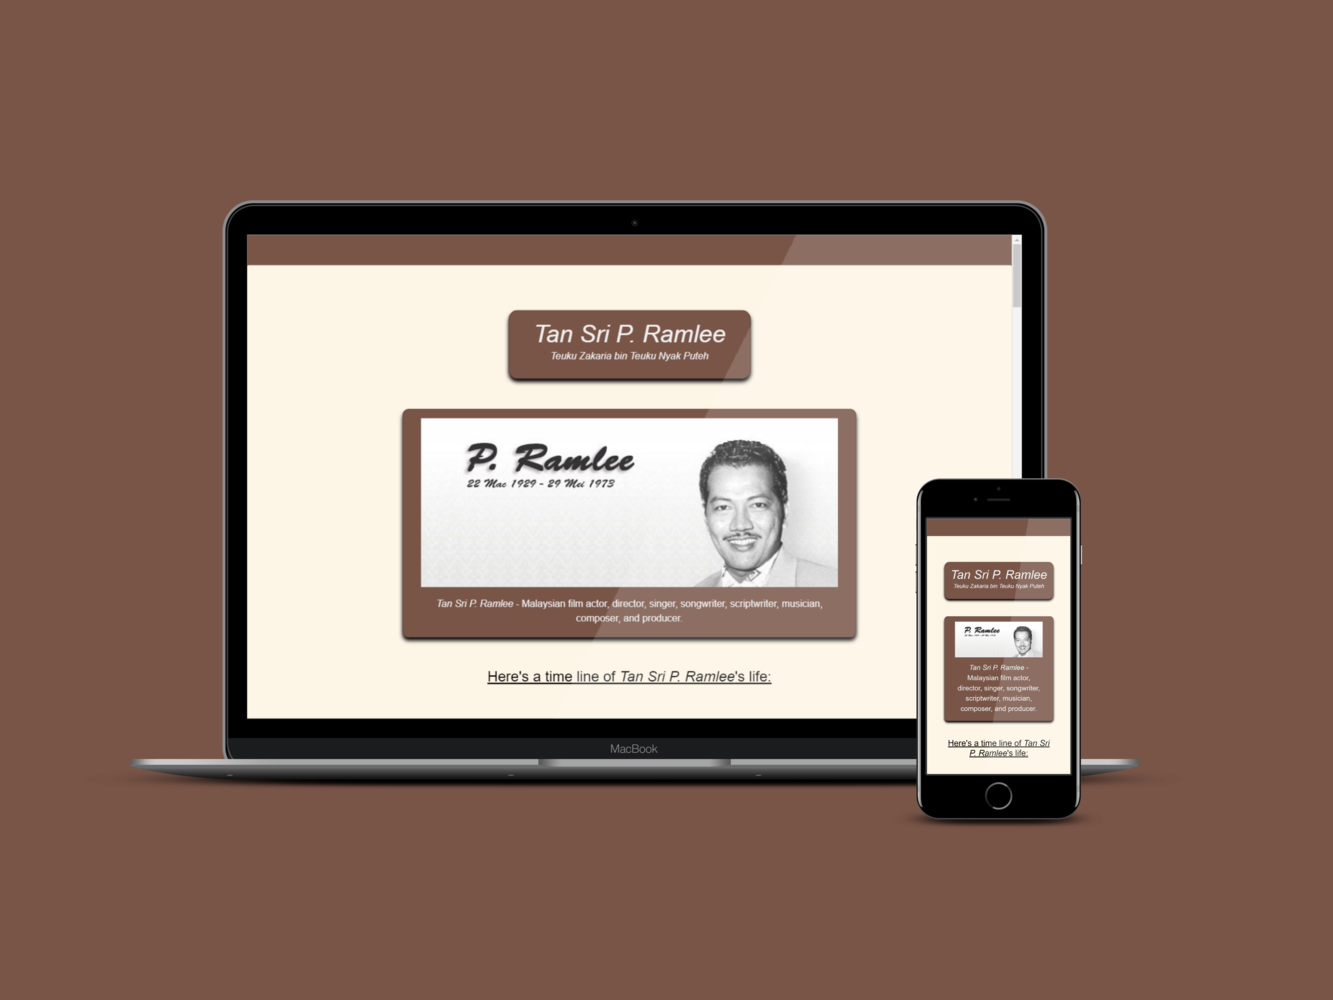 Tan Sri P. Ramlee
Teuku Zakaria bin Teuku Nyak Puteh
P. Ramlee
22 Mac 1929 - 29 Mei 1973
Tan Sri P. Ramlee - Malaysian film actor, director, singer, songwriter, scriptwriter, musician,
composer, and producer.
Here's a time line of Tan Sri P. Ramlee's life:
MacBook
Tan Sri P. Ramlee
Teuku Zakaria bin Teuku Nyak Puteh
P. Ramlee
22 Mac 1929 - 29 Mei 1973
Tan Sri P. Ramlee -
Malaysian film actor,
director, singer, songwriter,
scriptwriter, musician,
composer, and producer.
Here's a time line of Tan Sri
P. Ramlee's life: